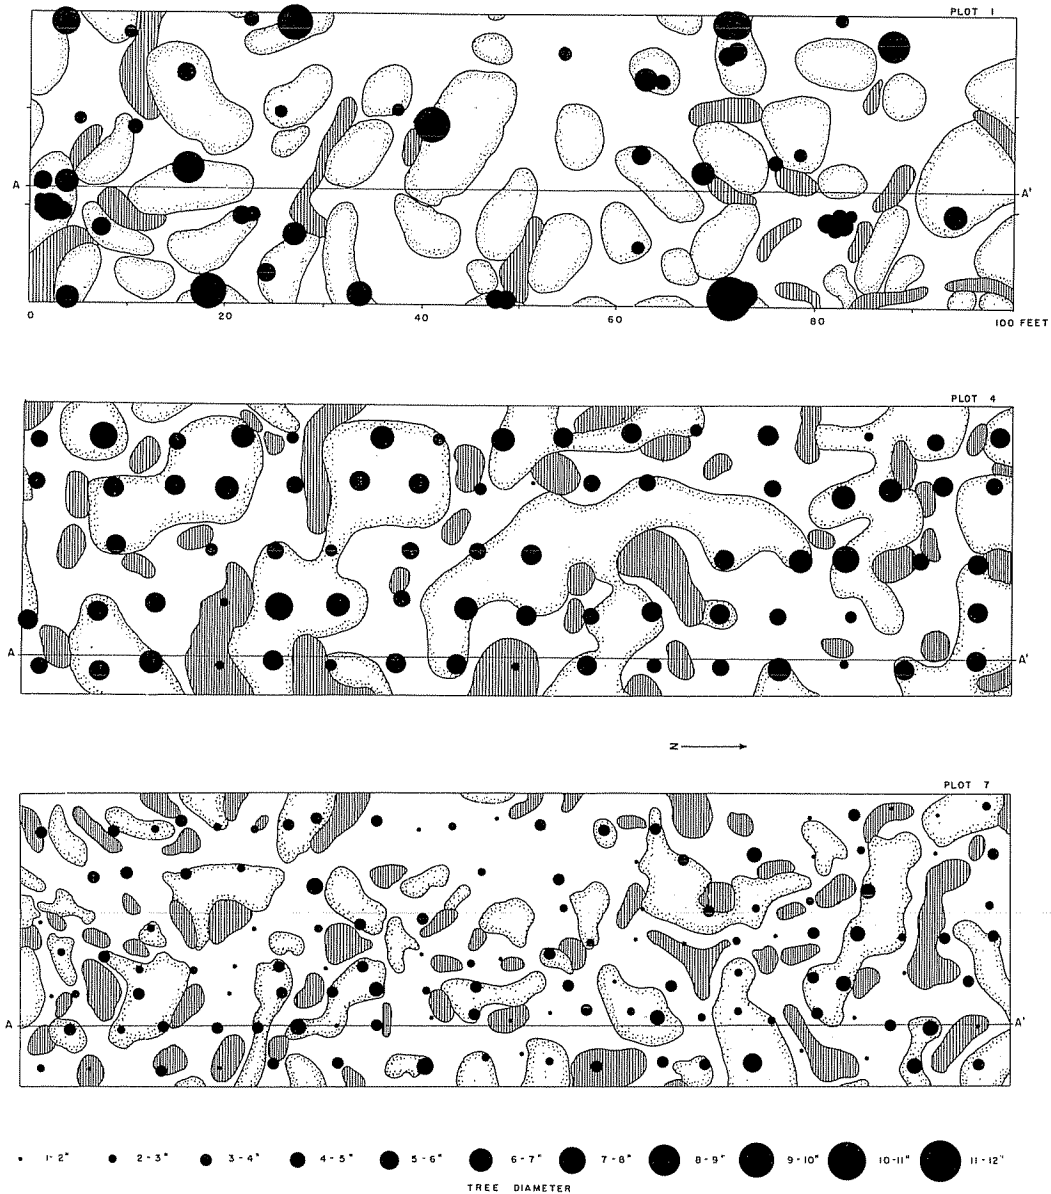 PLOT 1
A A'
0 20 40 60 80 100 FEET
PLOT 4
A A'
N
PLOT 7
A A'
1-2" 2-3" 3-4" 4-5" 5-6" 6-7" 7-8" 8-9" 9-10" 10-11" 11-12"
TREE DIAMETER